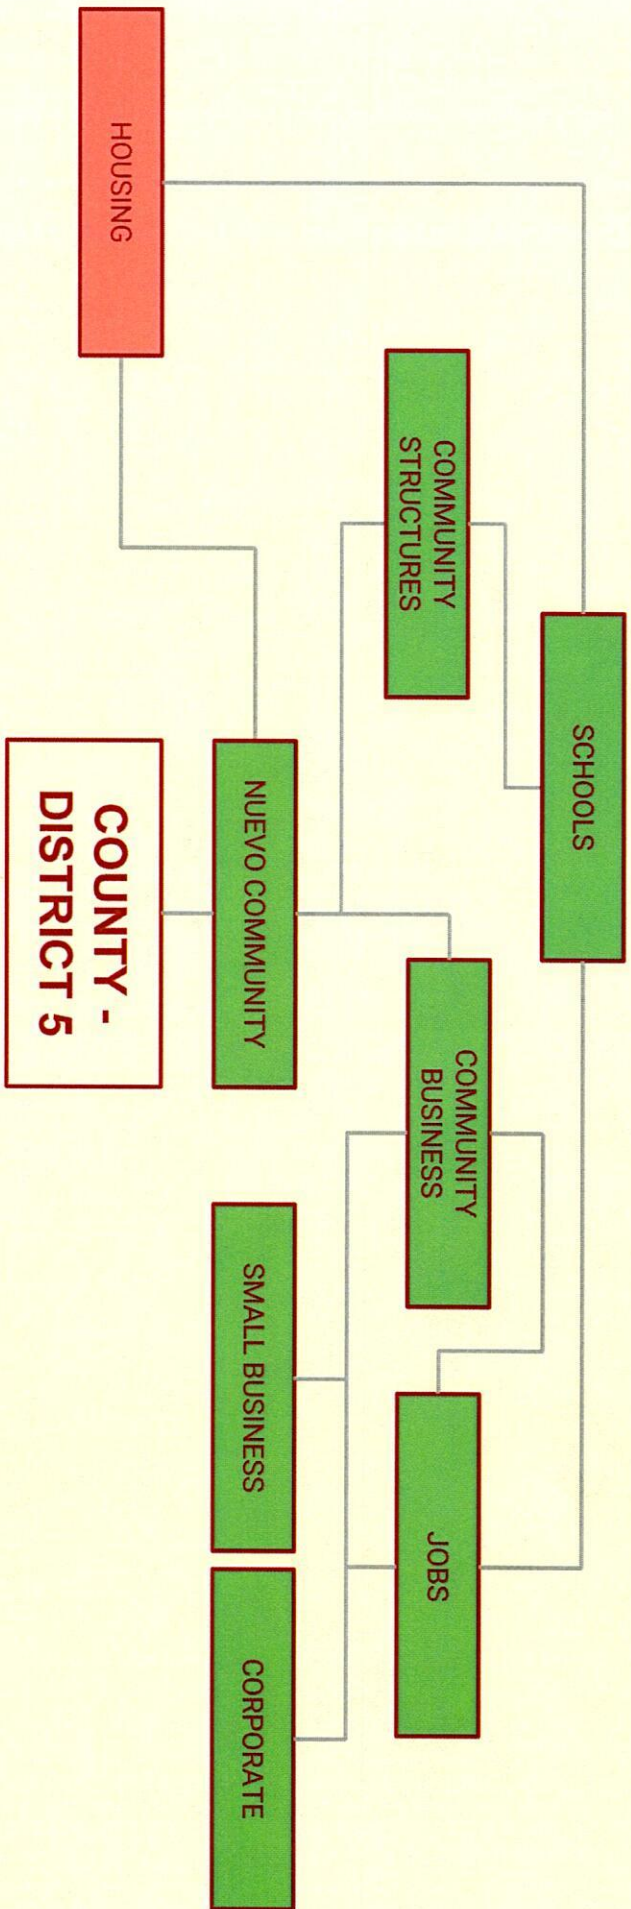 SCHOOLS
COMMUNITY
STRUCTURES
COMMUNITY
BUSINESS
JOBS
HOUSING
NUEVO COMMUNITY
SMALL BUSINESS
CORPORATE
COUNTY -
DISTRICT 5